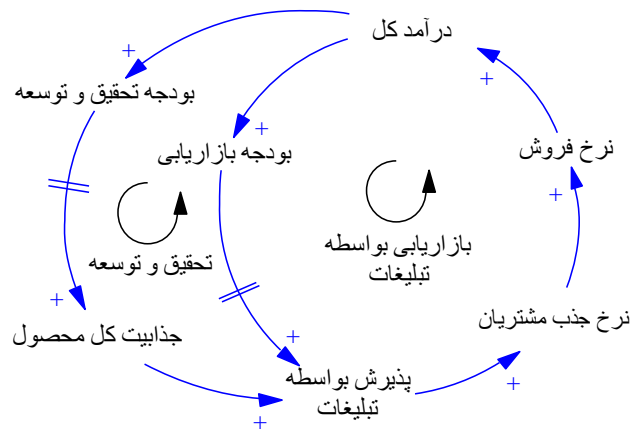 درآمد کل
+
بودجه تحقیق و توسعه
+
+
بودجه بازاریابی
نرخ فروش
+
بازاریابی بواسطه
تبلیغات
تحقیق و توسعه
+
نرخ جذب مشتریان
جذابیت کل محصول
+
پذیرش بواسطه
تبلیغات
+
+